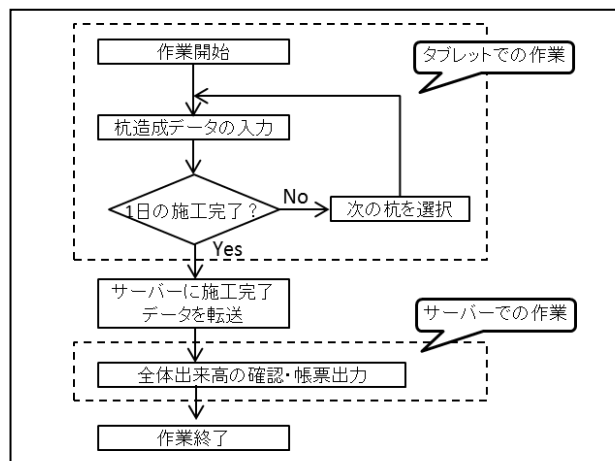 作業開始
タブレットでの作業
杭造成データの入力
1日の施工完了？
No
次の杭を選択
Yes
サーバーに施工完了
データを転送
サーバーでの作業
全体出来高の確認・帳票出力
作業終了